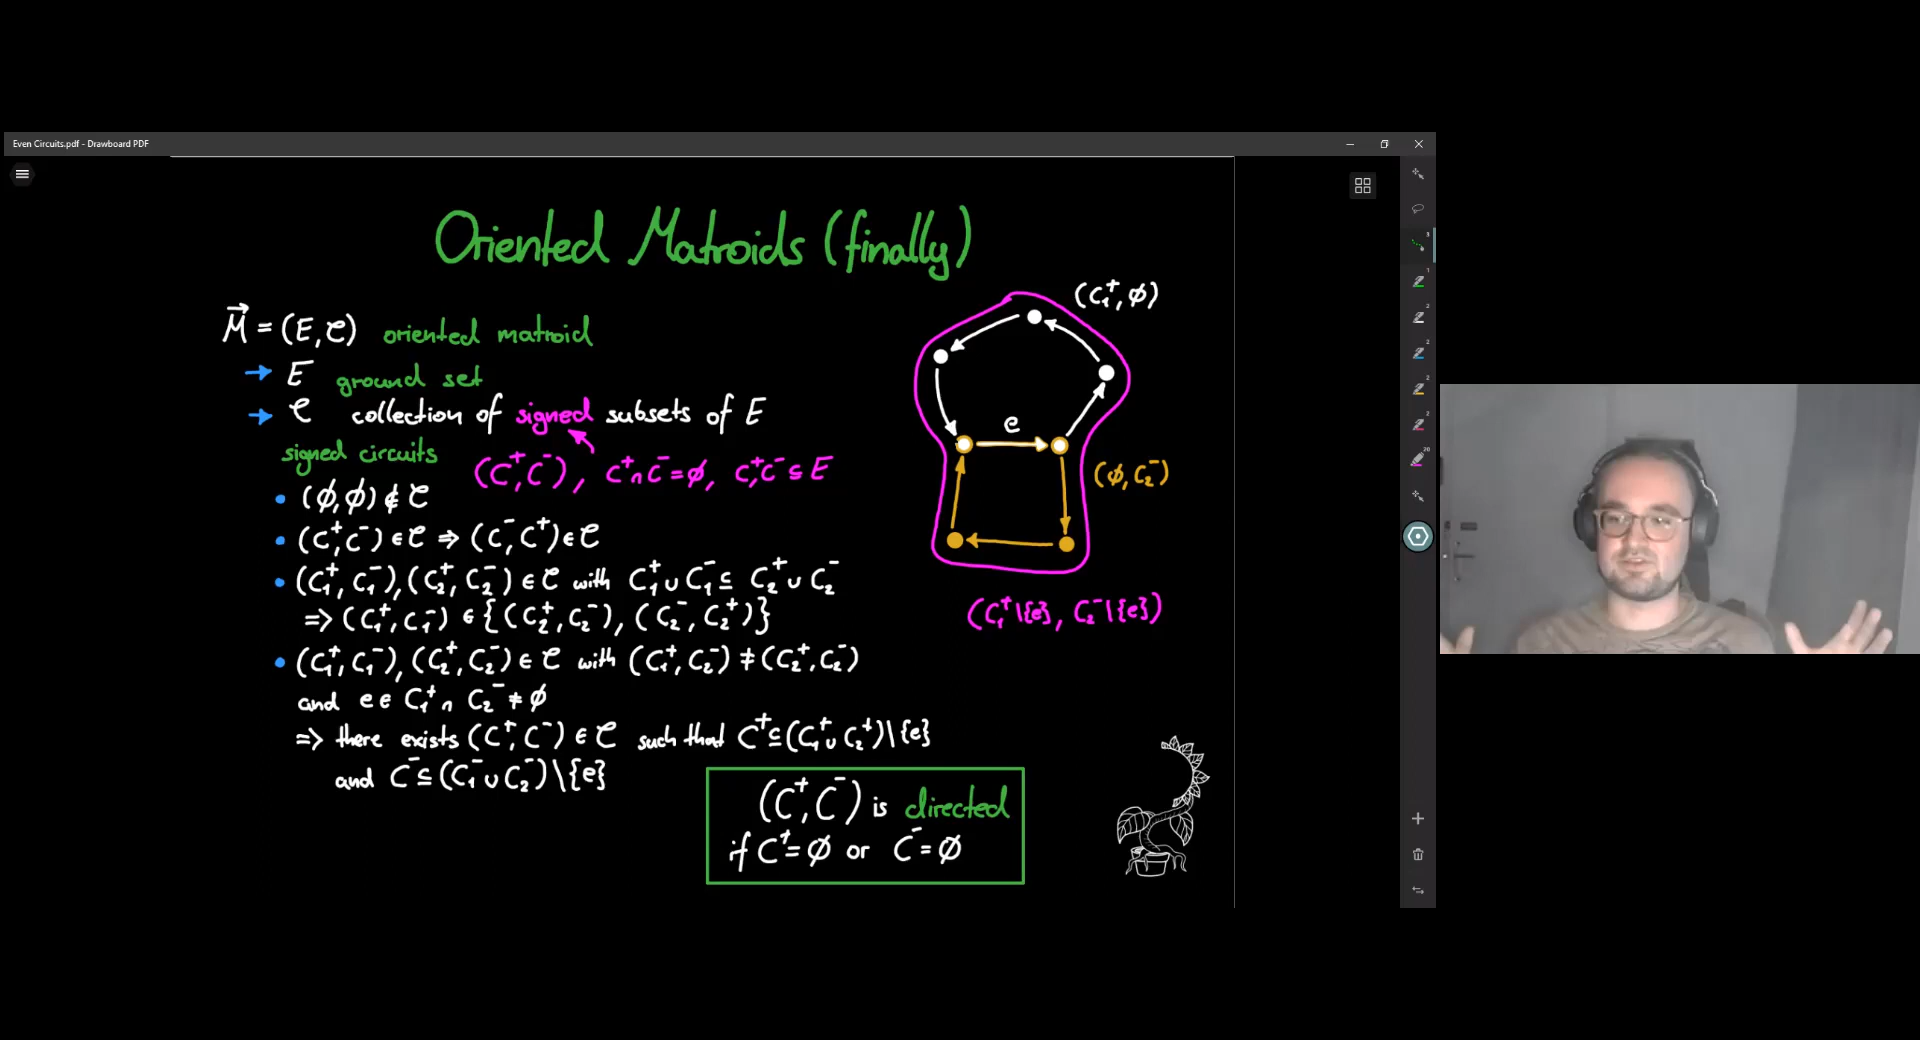 Even Circuits.pdf - Drawboard PDF
Oriented Matroids (finally)
M⃗ = (E, 𝒞) oriented matroid
→ E ground set
→ 𝒞 collection of signed subsets of E
signed circuits
(C⁺, C⁻), C⁺∩C⁻=∅, C⁺,C⁻⊆E
• (∅,∅) ∉ 𝒞
• (C⁺,C⁻) ∈ 𝒞 ⇒ (C⁻,C⁺) ∈ 𝒞
• (C₁⁺,C₁⁻),(C₂⁺,C₂⁻) ∈ 𝒞 with C₁⁺∪C₁⁻ ⊆ C₂⁺∪C₂⁻
⇒ (C₁⁺,C₁⁻) ∈ {(C₂⁺,C₂⁻), (C₂⁻,C₂⁺)}
• (C₁⁺,C₁⁻),(C₂⁺,C₂⁻) ∈ 𝒞 with (C₁⁺,C₂⁻) ≠ (C₂⁺,C₂⁻)
and e∈ C₁⁺∩ C₂⁻ ≠ ∅
⇒ there exists (C⁺,C⁻) ∈ 𝒞 such that C⁺⊆(C₁⁺∪C₂⁺)\{e}
and C⁻⊆(C₁⁻∪C₂⁻)\{e}
(C⁺,C⁻) is directed
if C⁺=∅ or C⁻=∅
(C₁⁺,∅)
e
(∅,C₂⁻)
(C₁⁺\{e}, C₂⁻\{e})